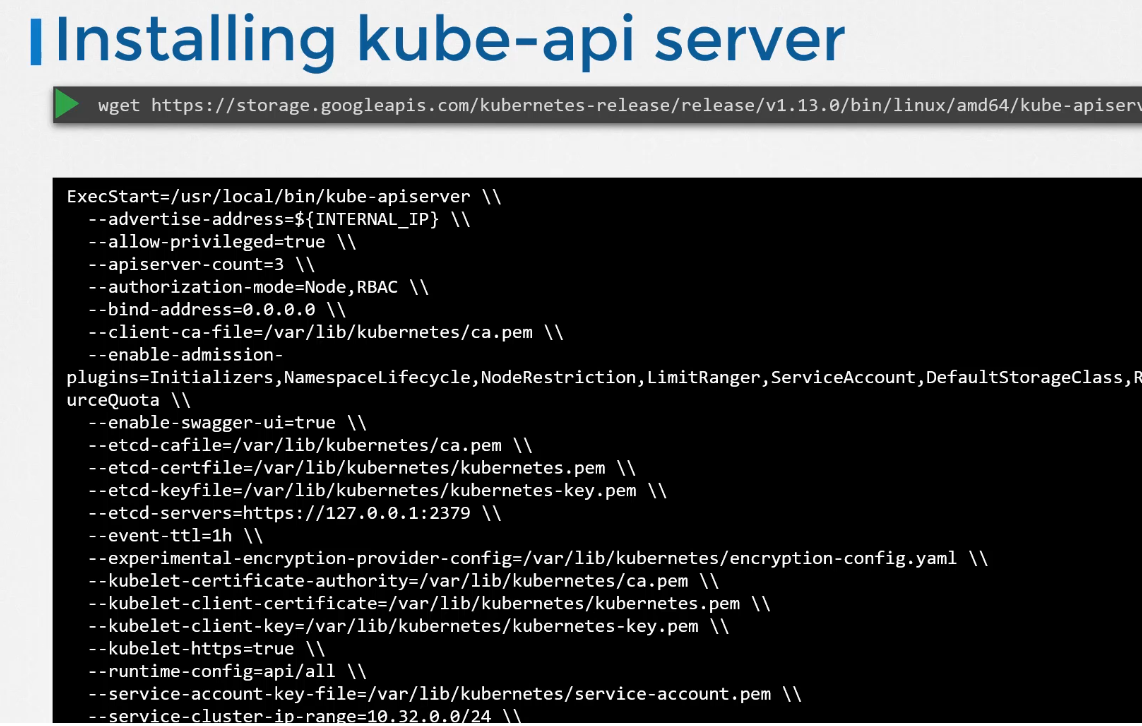 Installing kube-api server
wget https://storage.googleapis.com/kubernetes-release/release/v1.13.0/bin/linux/amd64/kube-apiserv
ExecStart=/usr/local/bin/kube-apiserver \\
--advertise-address=${INTERNAL_IP} \\
--allow-privileged=true \\
--apiserver-count=3 \\
--authorization-mode=Node,RBAC \\
--bind-address=0.0.0.0 \\
--client-ca-file=/var/lib/kubernetes/ca.pem \\
--enable-admission-
plugins=Initializers,NamespaceLifecycle,NodeRestriction,LimitRanger,ServiceAccount,DefaultStorageClass,R
urceQuota \\
--enable-swagger-ui=true \\
--etcd-cafile=/var/lib/kubernetes/ca.pem \\
--etcd-certfile=/var/lib/kubernetes/kubernetes.pem \\
--etcd-keyfile=/var/lib/kubernetes/kubernetes-key.pem \\
--etcd-servers=https://127.0.0.1:2379 \\
--event-ttl=1h \\
--experimental-encryption-provider-config=/var/lib/kubernetes/encryption-config.yaml \\
--kubelet-certificate-authority=/var/lib/kubernetes/ca.pem \\
--kubelet-client-certificate=/var/lib/kubernetes/kubernetes.pem \\
--kubelet-client-key=/var/lib/kubernetes/kubernetes-key.pem \\
--kubelet-https=true \\
--runtime-config=api/all \\
--service-account-key-file=/var/lib/kubernetes/service-account.pem \\
--service-cluster-ip-range=10.32.0.0/24 \\